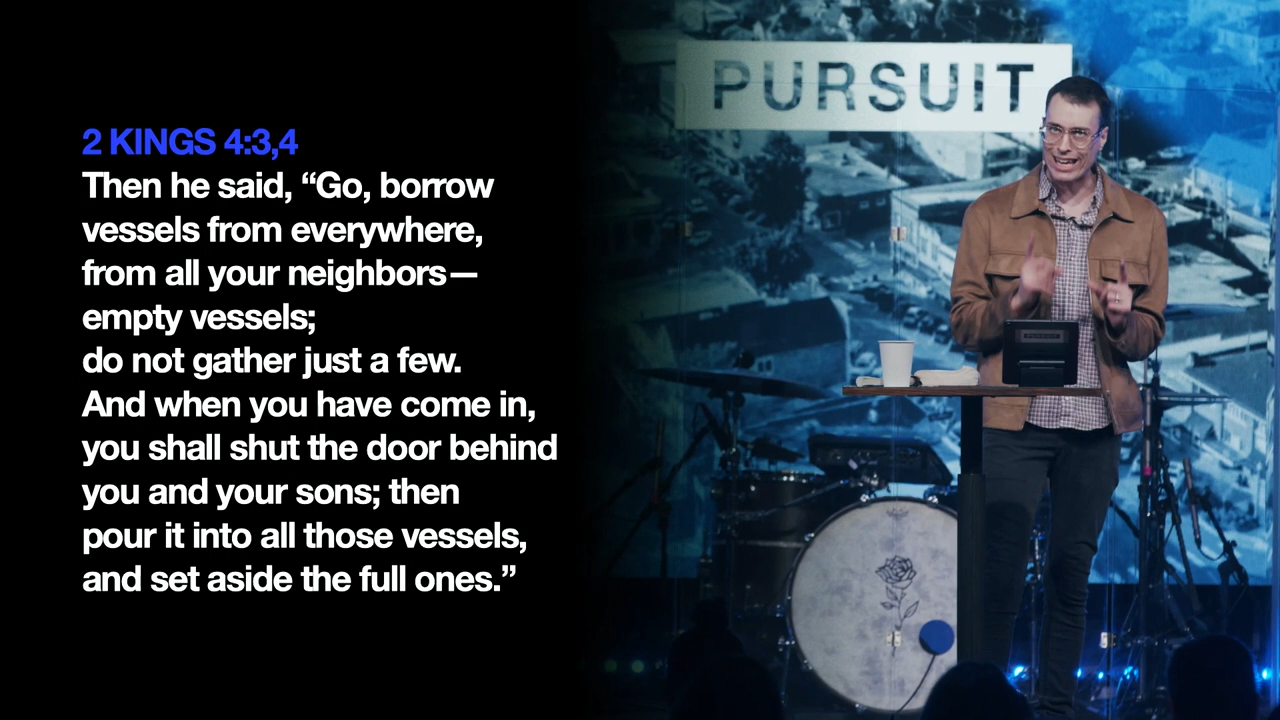 2 KINGS 4:3,4
Then he said, “Go, borrow
vessels from everywhere,
from all your neighbors—
empty vessels;
do not gather just a few.
And when you have come in,
you shall shut the door behind
you and your sons; then
pour it into all those vessels,
and set aside the full ones.”
PURSUIT